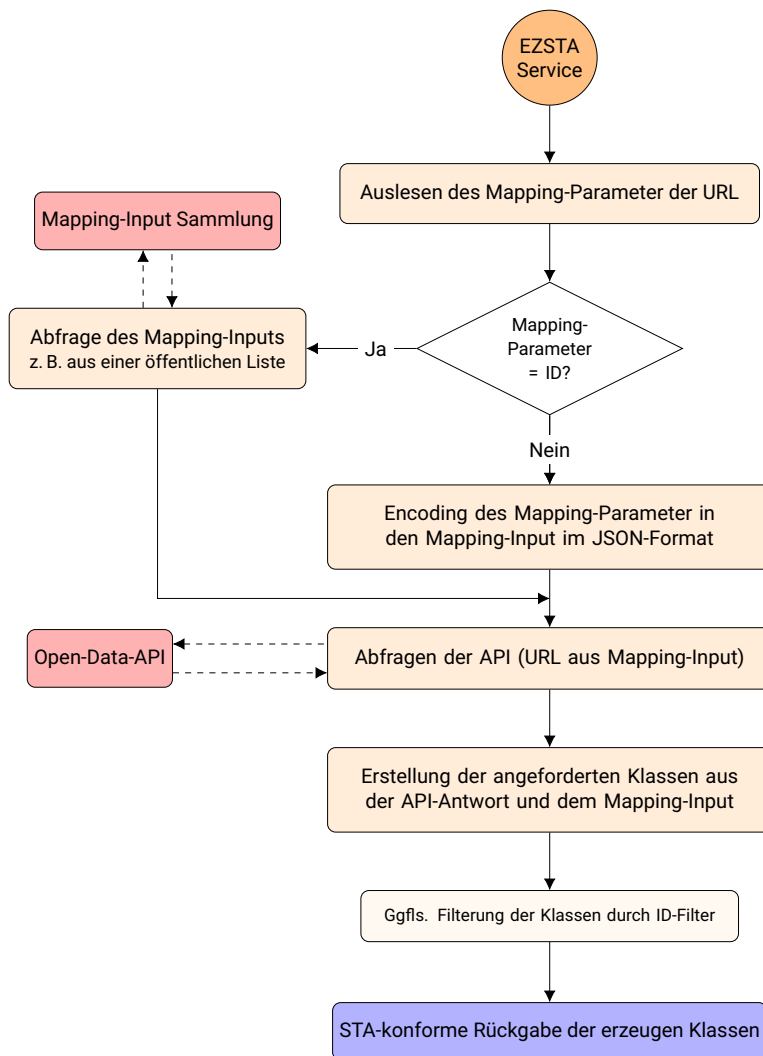 EZSTA
Service
Auslesen des Mapping-Parameter der URL
Mapping-Input Sammlung
Mapping-
Parameter
= ID?
Ja
Abfrage des Mapping-Inputs
z. B. aus einer öffentlichen Liste
Nein
Encoding des Mapping-Parameter in
den Mapping-Input im JSON-Format
Open-Data-API
Abfragen der API (URL aus Mapping-Input)
Erstellung der angeforderten Klassen aus
der API-Antwort und dem Mapping-Input
Ggfls. Filterung der Klassen durch ID-Filter
STA-konforme Rückgabe der erzeugen Klassen